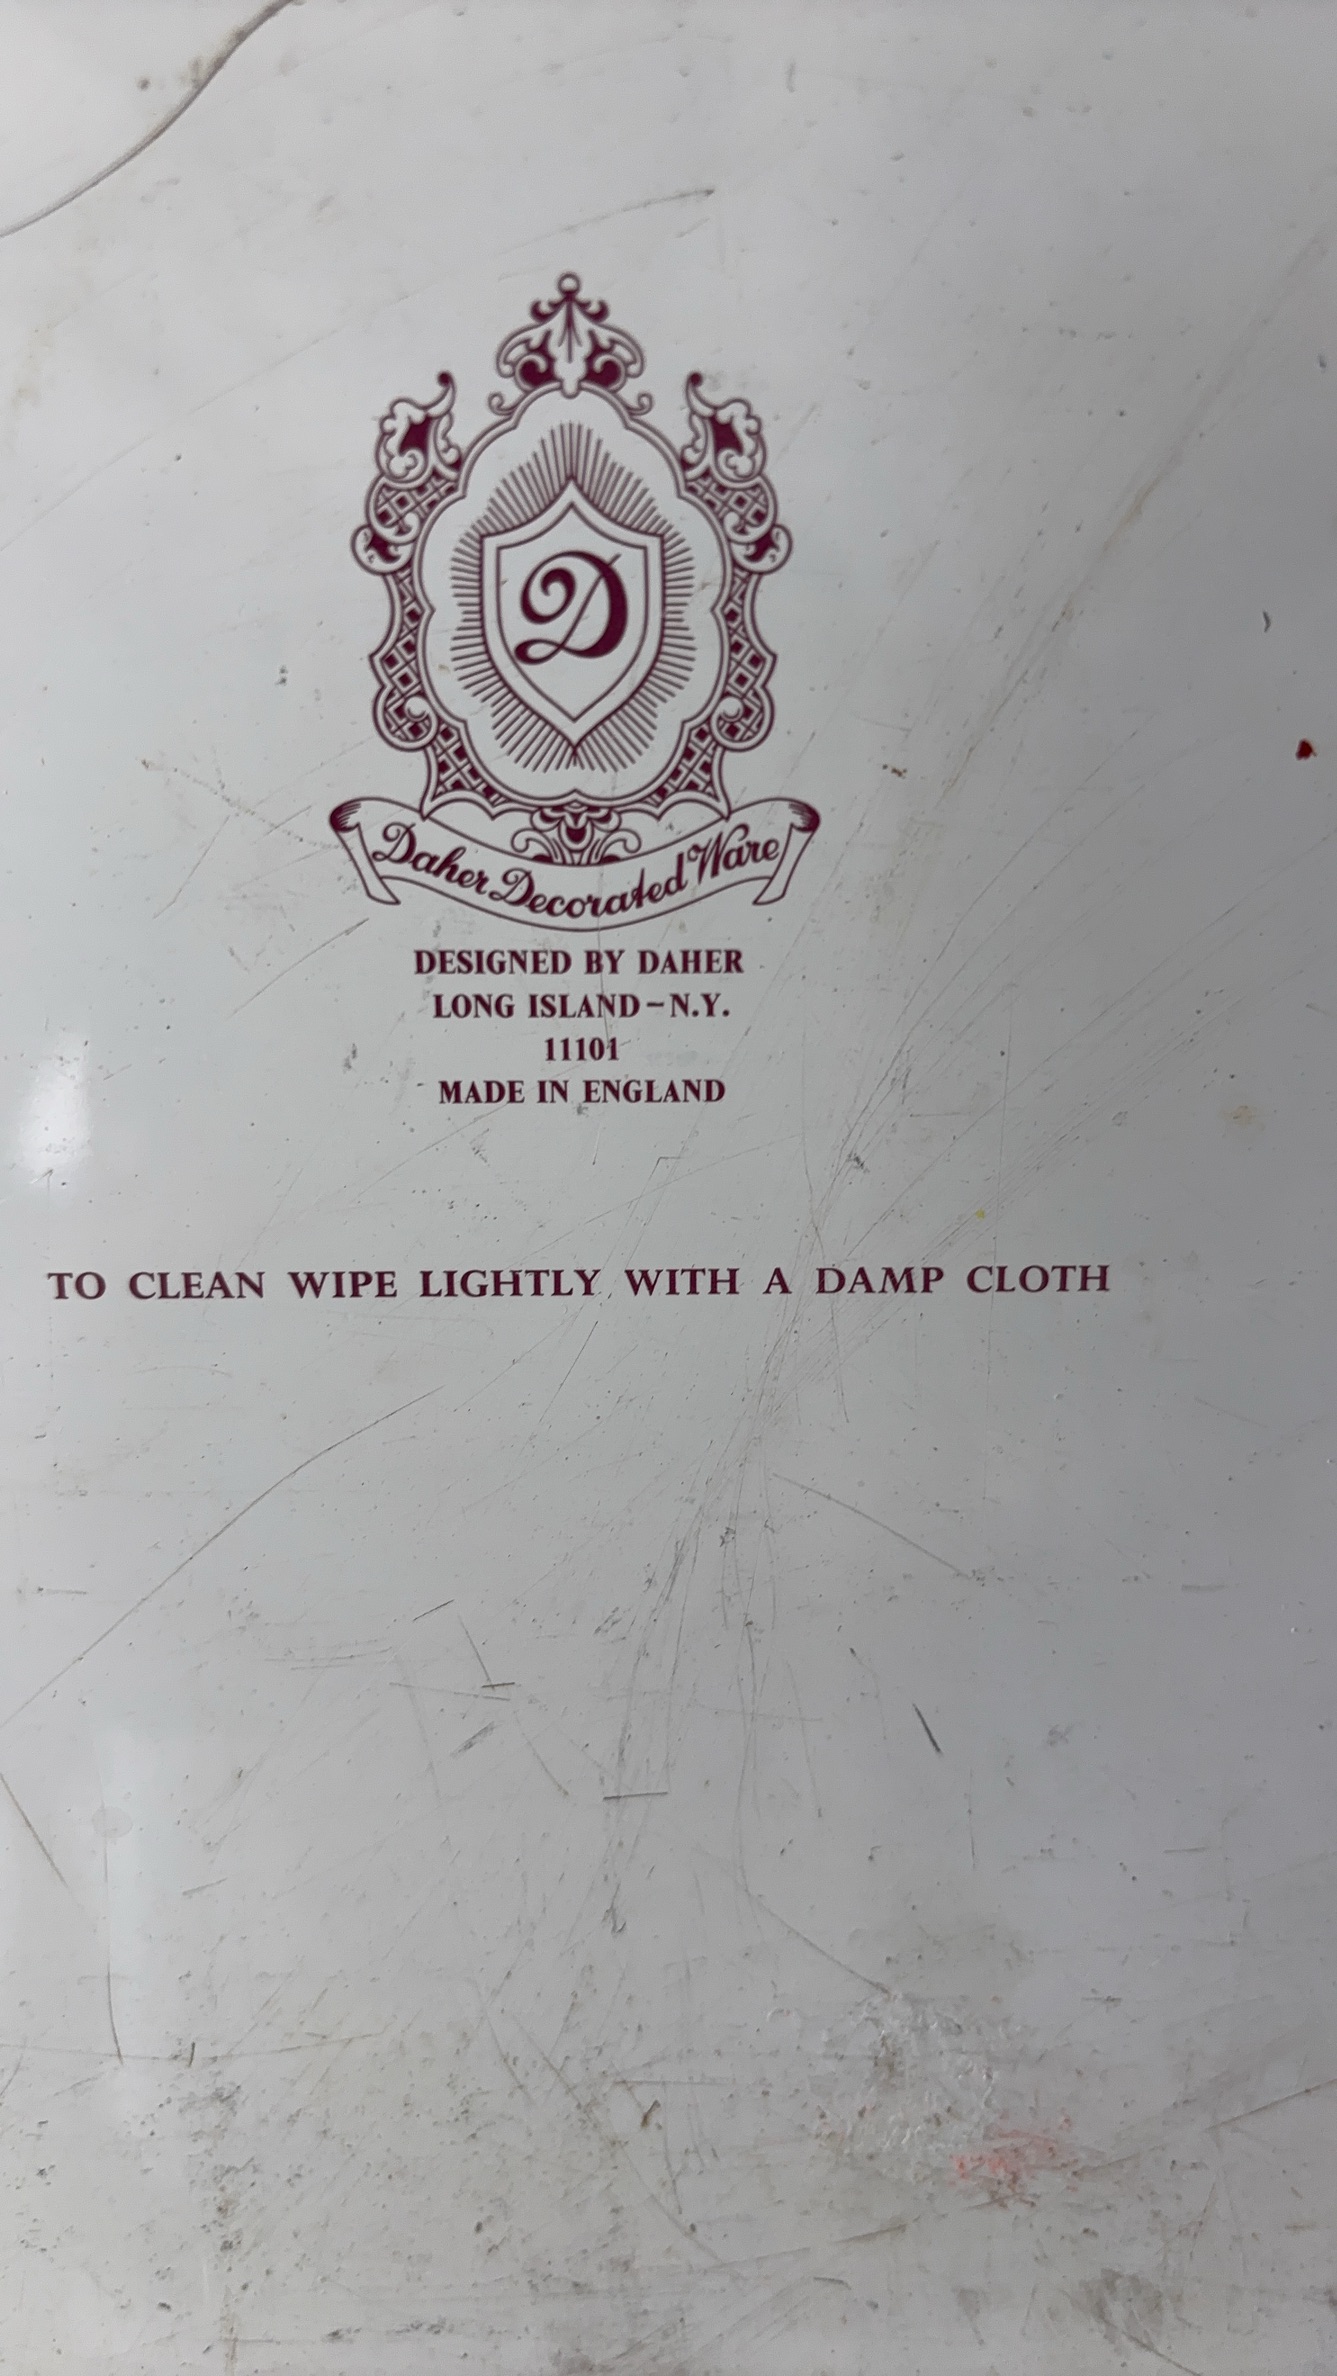 D
Daher Decorated Ware
DESIGNED BY DAHER
LONG ISLAND–N.Y.
11101
MADE IN ENGLAND
TO CLEAN WIPE LIGHTLY WITH A DAMP CLOTH